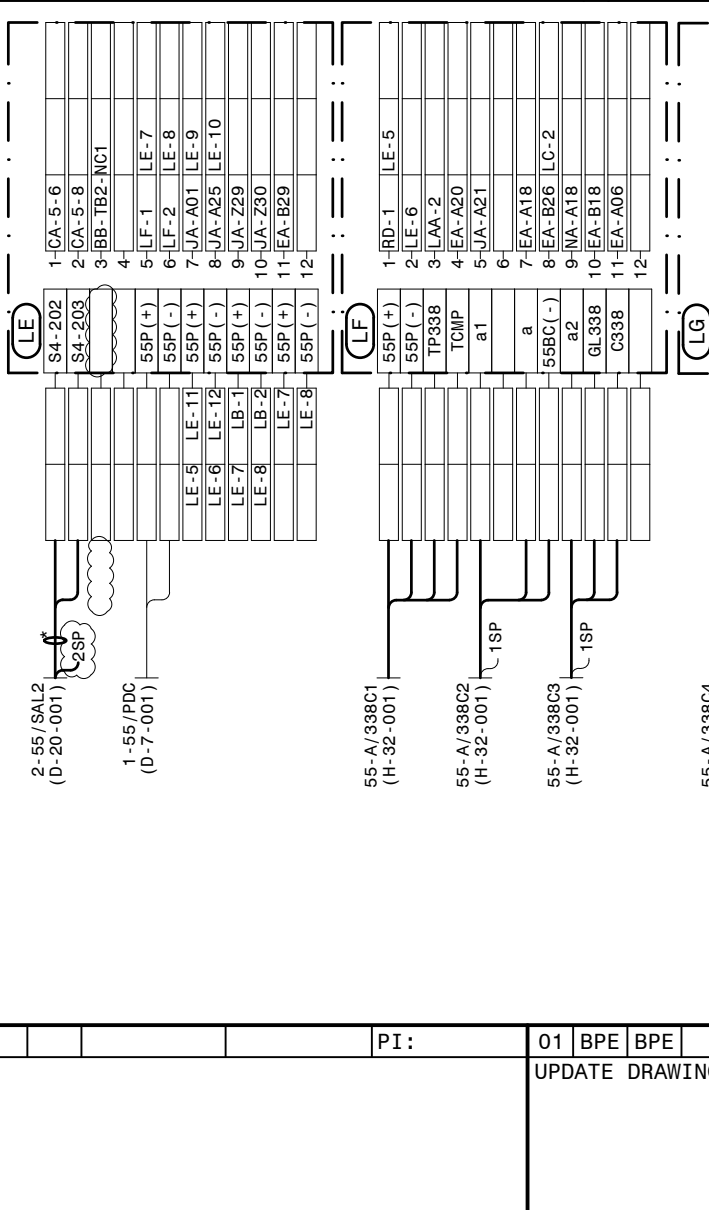 LE
S4-202 1 CA-5-6
S4-203 2 CA-5-8
3 BB-TB2-NC1
4
55P(+) 5 LF-1 LE-7
55P(-) 6 LF-2 LE-8
LE-5 LE-11 55P(+) 7 JA-A01 LE-9
LE-6 LE-12 55P(-) 8 JA-A25 LE-10
LE-7 LB-1 55P(+) 9 JA-Z29
LE-8 LB-2 55P(-) 10 JA-Z30
LE-7 55P(+) 11 EA-B29
LE-8 55P(-) 12
2-55/SAL2
(D-20-001)
*
2SP
1-55/PDC
(D-7-001)
LF
55P(+) 1 RD-1 LE-5
55P(-) 2 LE-6
TP338 3 LAA-2
TCMP 4 EA-A20
a1 5 JA-A21
6
a 7 EA-A18
55BC(-) 8 EA-B26 LC-2
a2 9 NA-A18
GL338 10 EA-B18
C338 11 EA-A06
12
55-A/338C1
(H-32-001)
55-A/338C2
(H-32-001)
1SP
55-A/338C3
(H-32-001)
1SP
LG
55-A/338C4
PI: 01 BPE BPE
UPDATE DRAWING